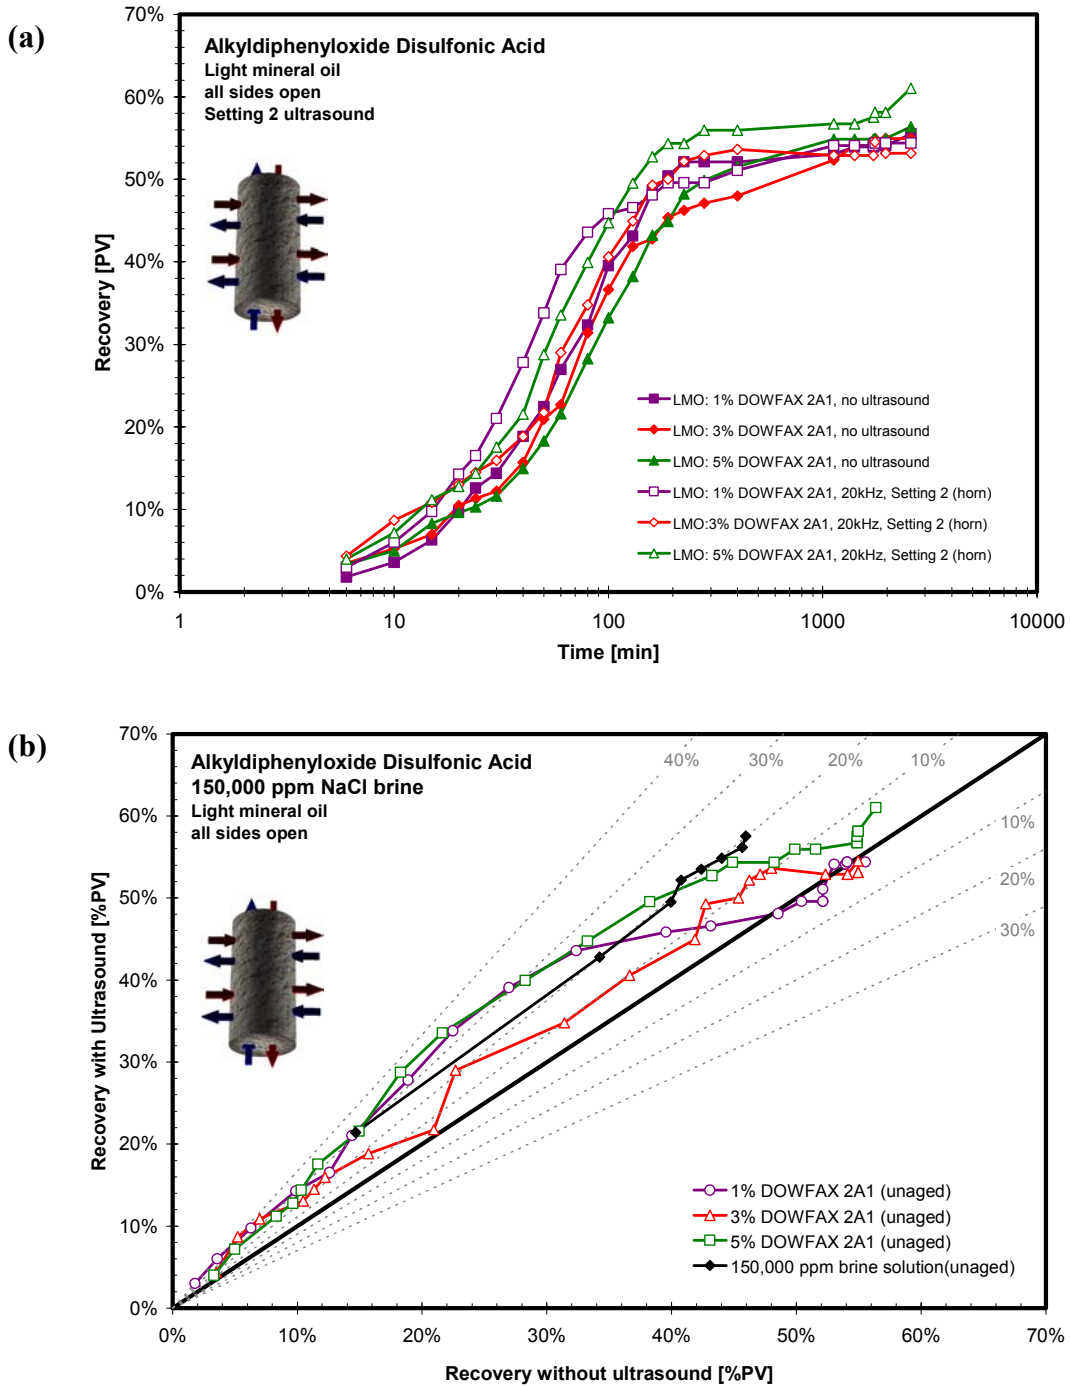 (a)
70%
60%
50%
40%
30%
20%
10%
0%
Recovery [PV]
Alkyldiphenyloxide Disulfonic Acid
Light mineral oil
all sides open
Setting 2 ultrasound
LMO: 1% DOWFAX 2A1, no ultrasound
LMO: 3% DOWFAX 2A1, no ultrasound
LMO: 5% DOWFAX 2A1, no ultrasound
LMO: 1% DOWFAX 2A1, 20kHz, Setting 2 (horn)
LMO:3% DOWFAX 2A1, 20kHz, Setting 2 (horn)
LMO: 5% DOWFAX 2A1, 20kHz, Setting 2 (horn)
1 10 100 1000 10000
Time [min]
(b)
70%
60%
50%
40%
30%
20%
10%
0%
Recovery with Ultrasound [%PV]
Alkyldiphenyloxide Disulfonic Acid
150,000 ppm NaCl brine
Light mineral oil
all sides open
40% 30% 20% 10%
10%
20%
30%
1% DOWFAX 2A1 (unaged)
3% DOWFAX 2A1 (unaged)
5% DOWFAX 2A1 (unaged)
150,000 ppm brine solution(unaged)
0% 10% 20% 30% 40% 50% 60% 70%
Recovery without ultrasound [%PV]